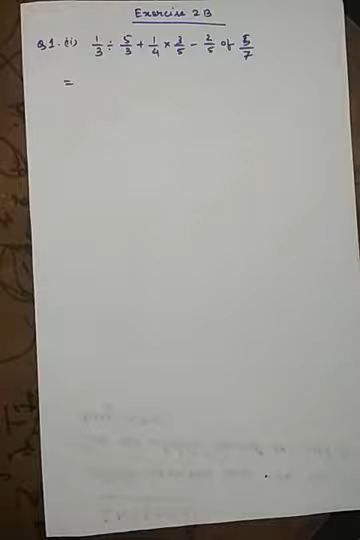 Exercise 2B
Q1. (i) 1/3 ÷ 5/3 + 1/4 × 3/5 - 2/5 of 5/7
=